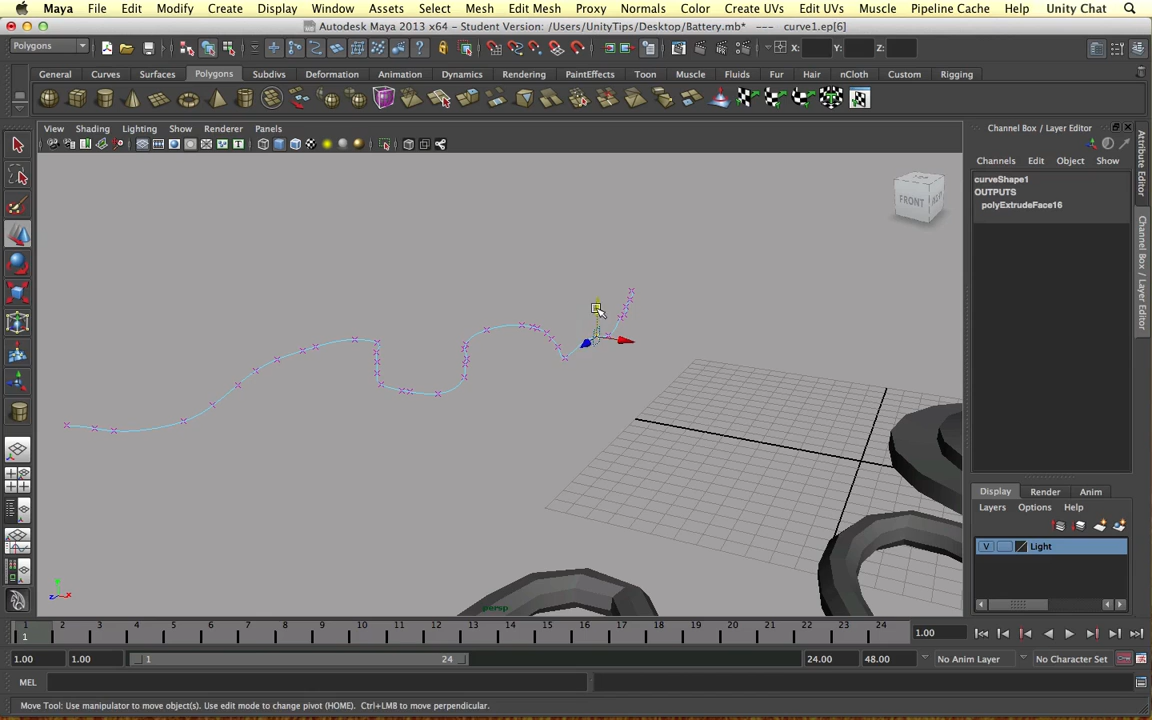 Maya File Edit Modify Create Display Window Assets Select Mesh Edit Mesh Proxy Normals Color Create UVs Edit UVs Muscle Pipeline Cache Help Unity Chat
Autodesk Maya 2013 x64 - Student Version: /Users/UnityTips/Desktop/Battery.mb* --- curve1.ep[6]
Polygons X: Y: Z:
General Curves Surfaces Polygons Subdivs Deformation Animation Dynamics Rendering PaintEffects Toon Muscle Fluids Fur Hair nCloth Custom Rigging
View Shading Lighting Show Renderer Panels
Channel Box / Layer Editor
Channels Edit Object Show
curveShape1
OUTPUTS
polyExtrudeFace16
Attribute Editor
Channel Box / Layer Editor
FRONT
Display Render Anim
Layers Options Help
V Light
y
z x
persp
1 2 3 4 5 6 7 8 9 10 11 12 13 14 15 16 17 18 19 20 21 22 23 24
1 1.00
1.00 1.00 1 24 24.00 48.00 No Anim Layer No Character Set
MEL
Move Tool: Use manipulator to move object(s). Use edit mode to change pivot (HOME). Ctrl+LMB to move perpendicular.